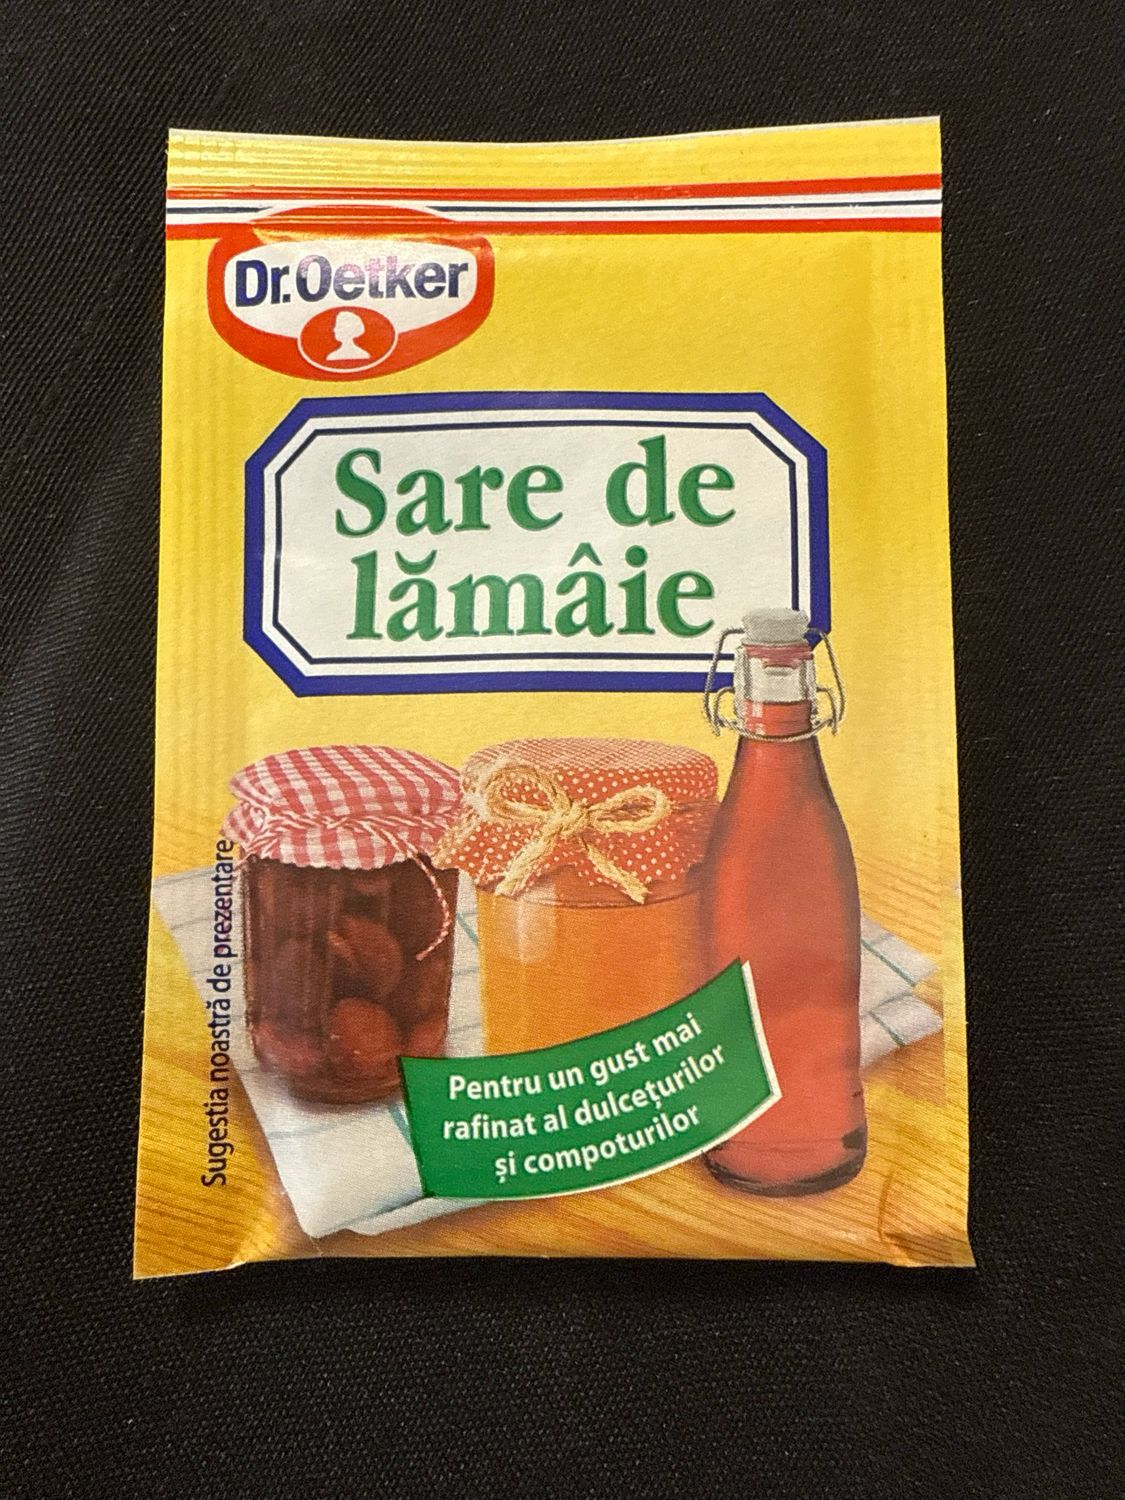 Dr.Oetker
Sare de
lămâie
Pentru un gust mai
rafinat al dulcețurilor
și compoturilor
Sugestia noastră de prezentare